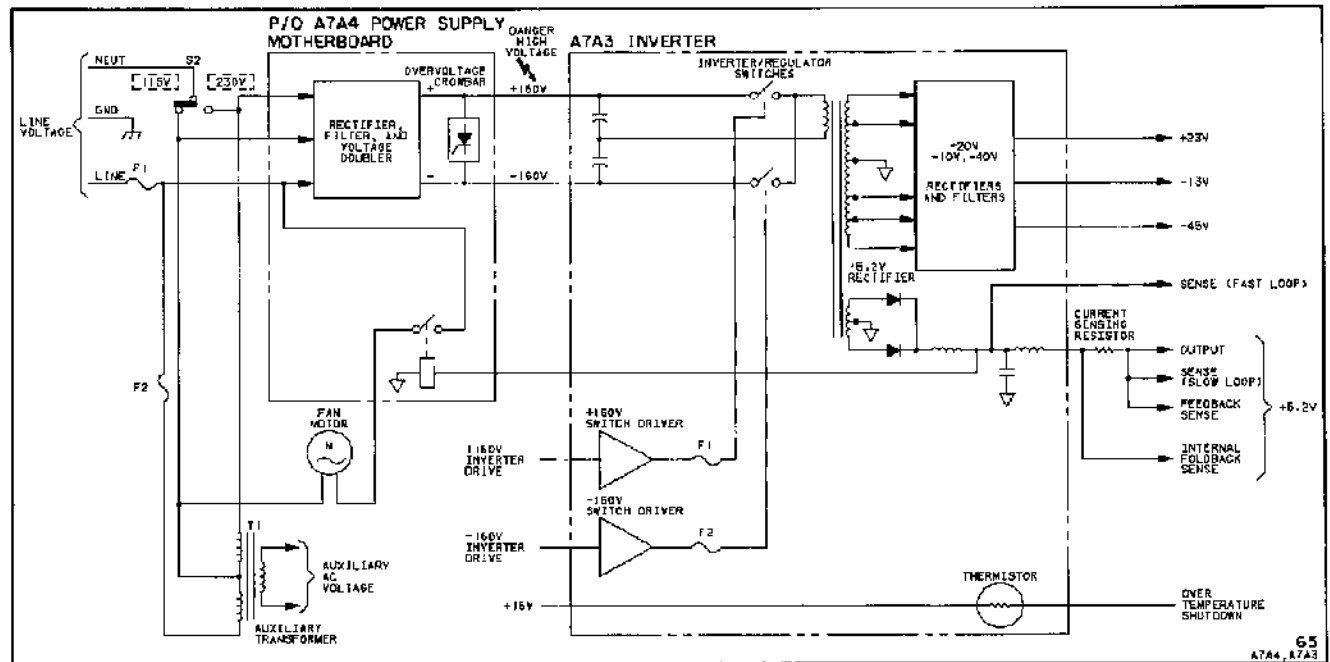 P/O A7A4 POWER SUPPLY
MOTHERBOARD
DANGER
HIGH
VOLTAGE
A7A3 INVERTER
NEUT
S2
115V
230V
GND
LINE
VOLTAGE
LINE
F1
RECTIFIER,
FILTER, AND
VOLTAGE
DOUBLER
OVERVOLTAGE
CROWBAR
+
+160V
-
-160V
INVERTER/REGULATOR
SWITCHES
-10V, -40V
RECTIFIERS
AND FILTERS
+23V
-13V
-45V
+5.2V
RECTIFIER
SENSE (FAST LOOP)
CURRENT
SENSING
RESISTOR
OUTPUT
SENSE
(SLOW LOOP)
FEEDBACK
SENSE
INTERNAL
FOLDBACK
SENSE
+5.2V
F2
FAN
MOTOR
M
+160V
SWITCH DRIVER
+160V
INVERTER
DRIVE
F1
-160V
SWITCH DRIVER
-160V
INVERTER
DRIVE
F2
T1
AUXILIARY
AC
VOLTAGE
AUXILIARY
TRANSFORMER
THERMISTOR
+15V
OVER
TEMPERATURE
SHUTDOWN
65
A7A4, A7A3